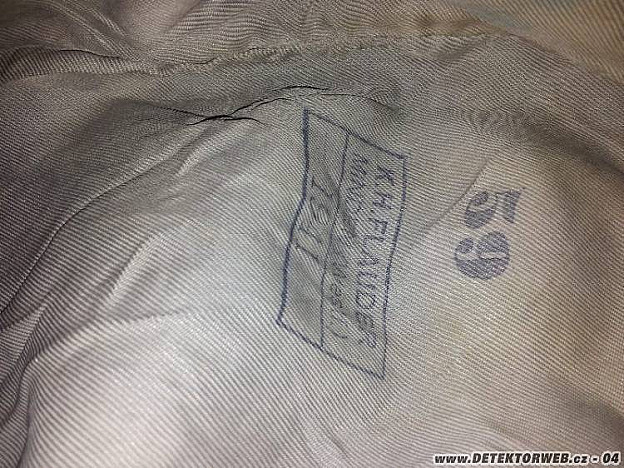 K.H.FLAUDER
1941
59
www.DETEKTORWEB.cz - 04